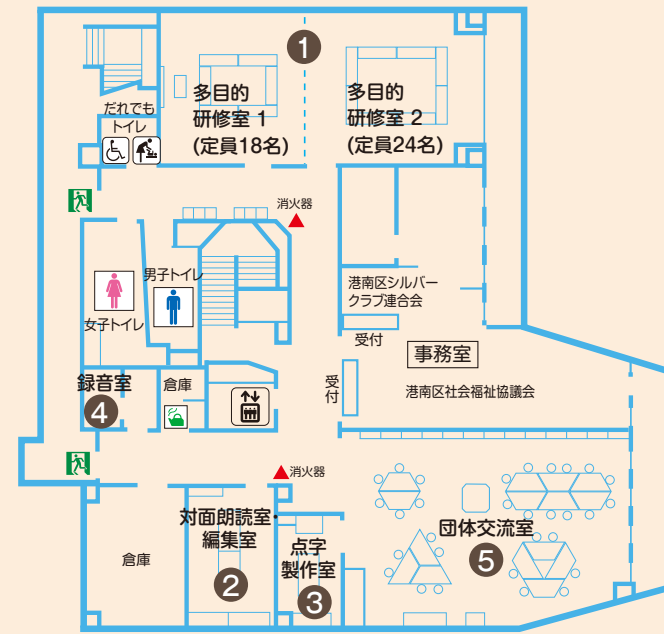 1
多目的
研修室 1
(定員18名)
多目的
研修室 2
(定員24名)
だれでも
トイレ
消火器
男子トイレ
女子トイレ
港南区シルバー
クラブ連合会
受付
事務室
受付
港南区社会福祉協議会
録音室
4
倉庫
消火器
対面朗読室・
編集室
2
倉庫
点字
製作室
3
団体交流室
5